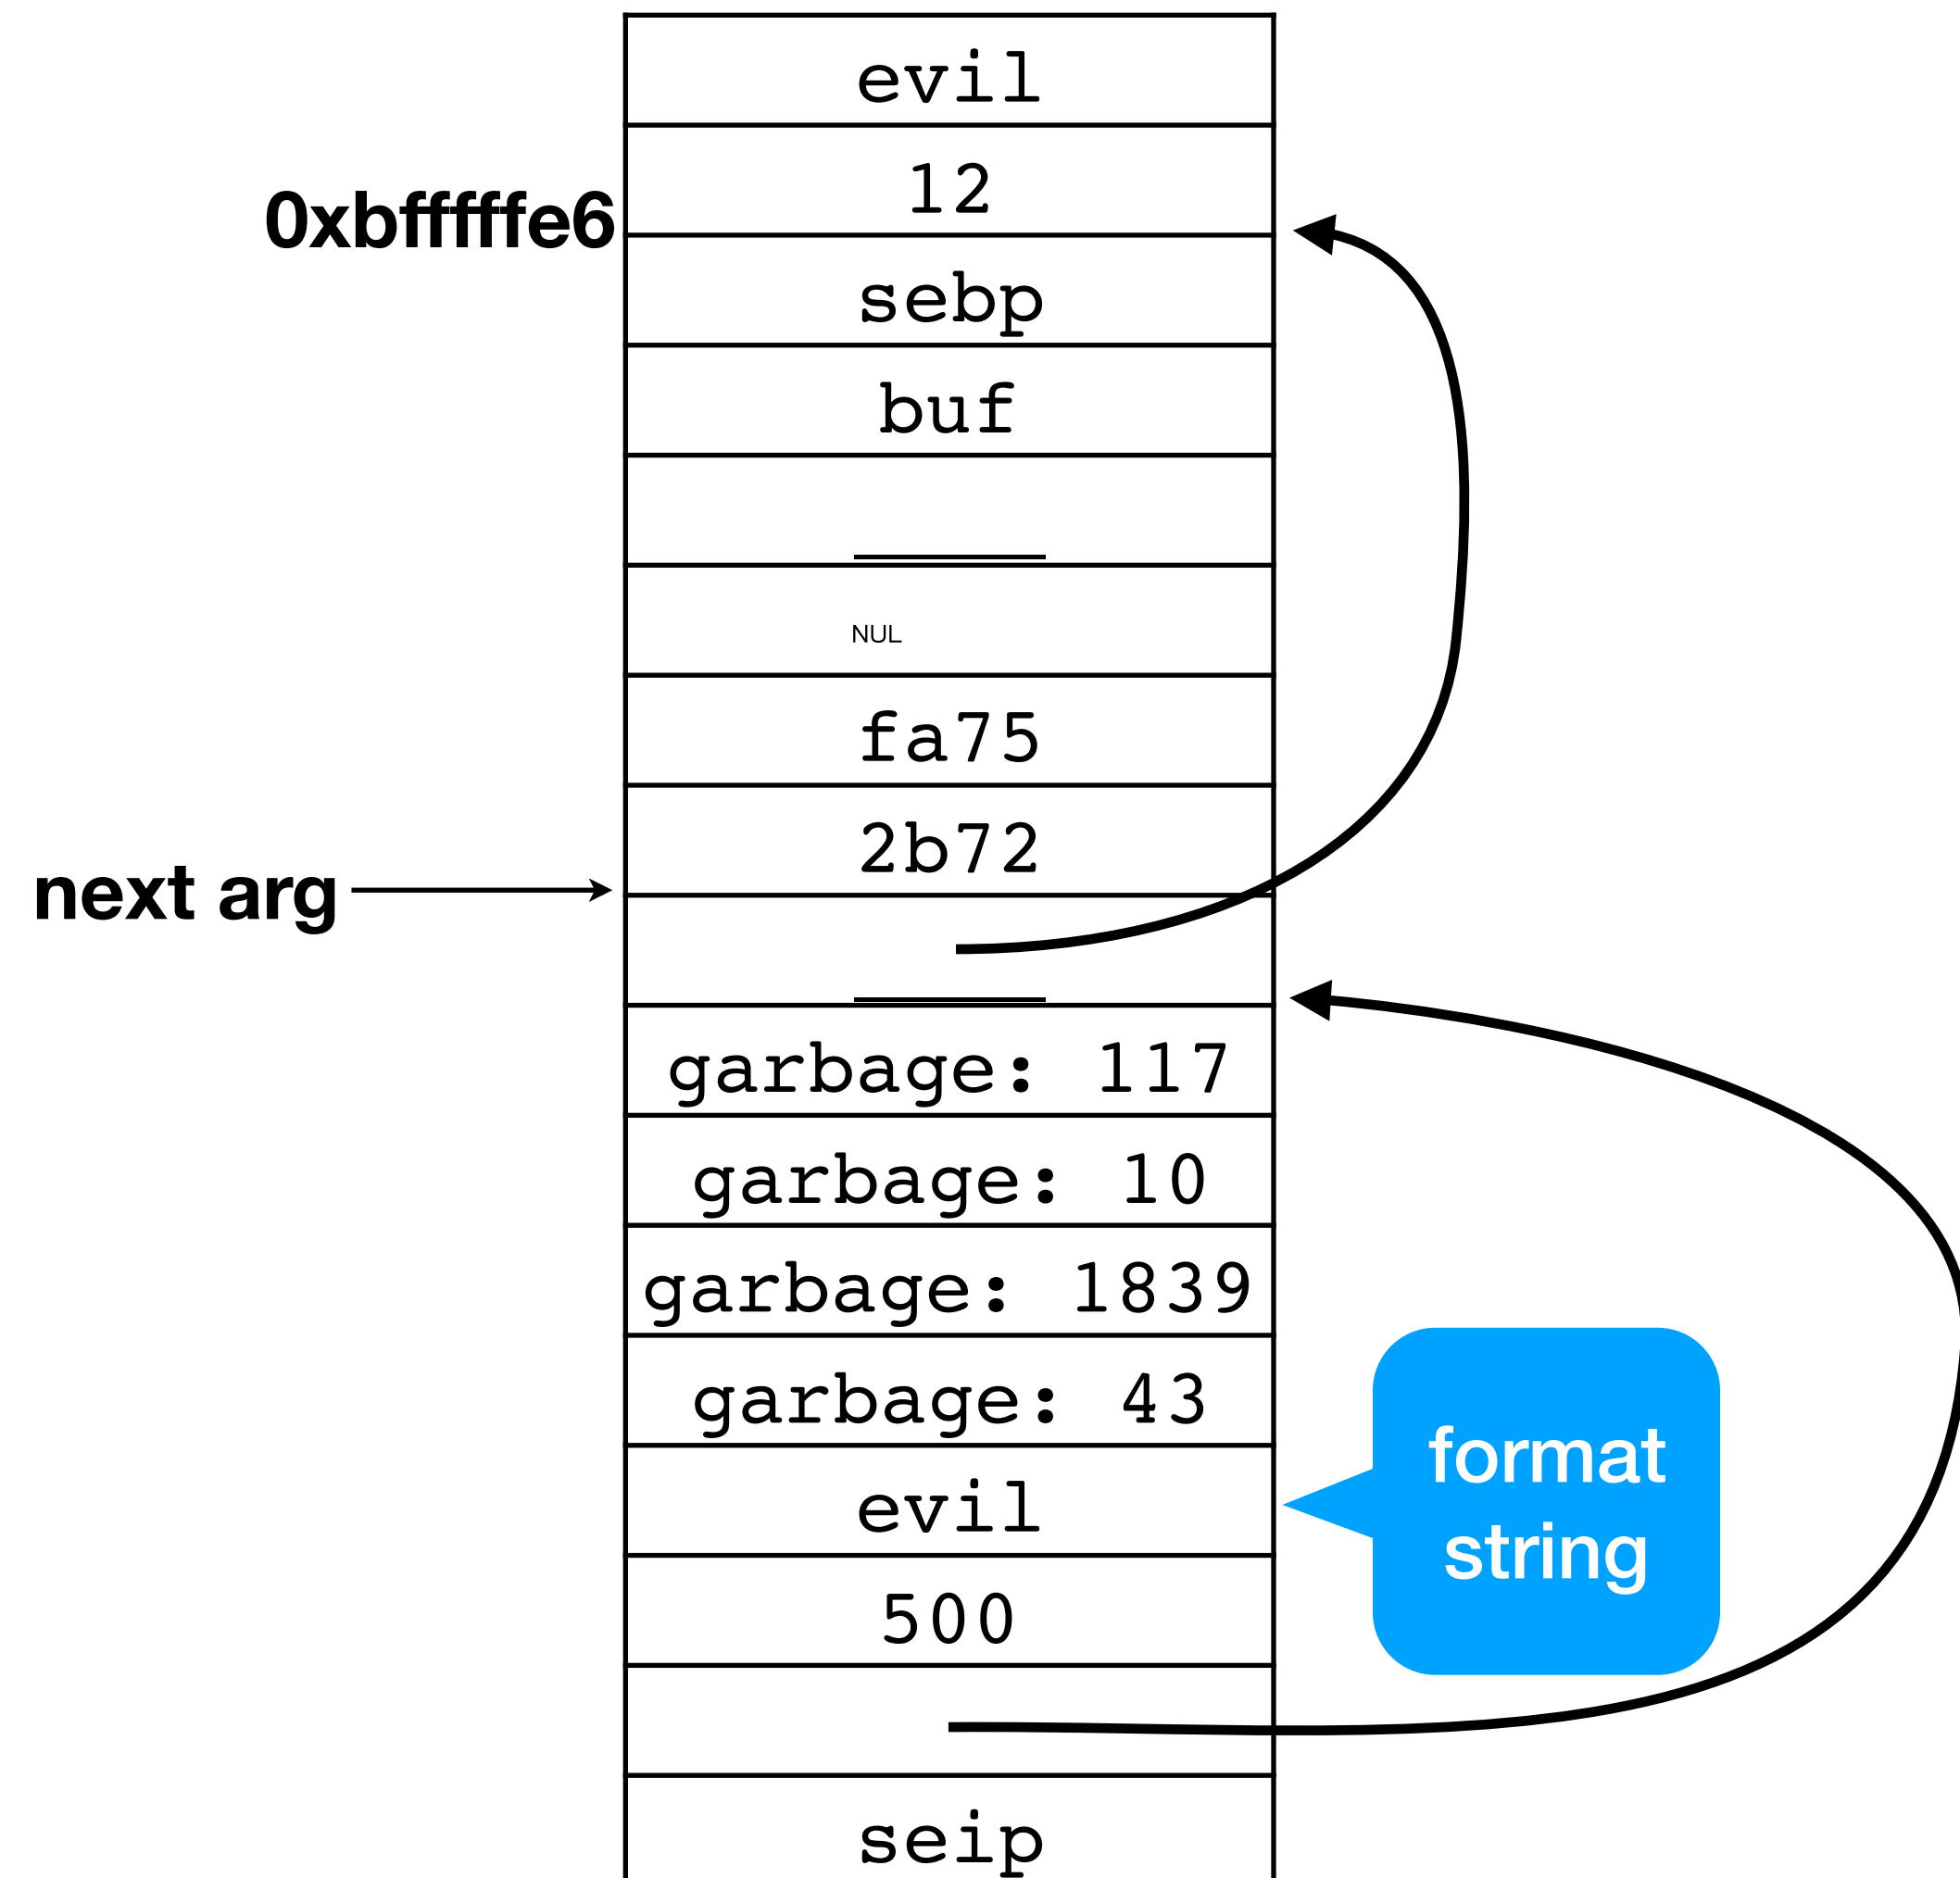 evil
12
0xbfffffe6
sebp
buf
NUL
fa75
2b72
next arg
garbage: 117
garbage: 10
garbage: 1839
garbage: 43
evil
format
string
500
seip